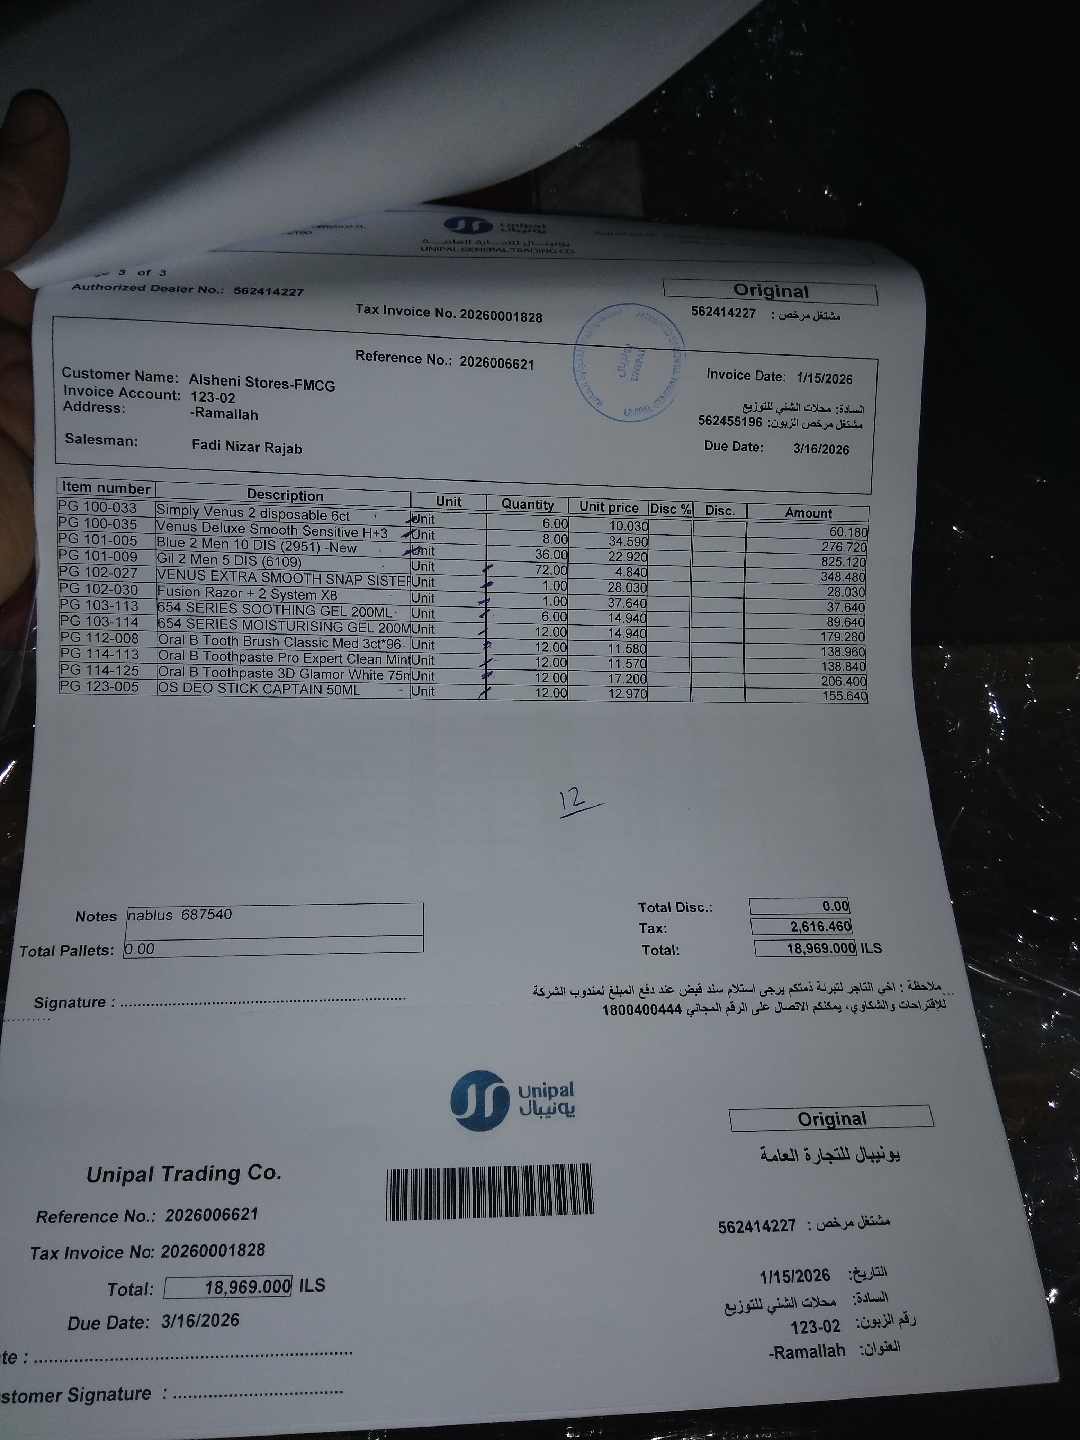 Unipal
يونيبال
يونيبال للتجارة العامة
UNIPAL GENERAL TRADING CO.
3 of 3
Authorized Dealer No.: 562414227
Original
Tax Invoice No. 20260001828
562414227 مشتغل مرخص :
UNIPAL
Reference No.: 2026006621
Customer Name: Alsheni Stores-FMCG
Invoice Date: 1/15/2026
Invoice Account: 123-02
السادة: محلات الشني للتوزيع
Address: -Ramallah
مشتغل مرخص الزبون: 562455196
Salesman: Fadi Nizar Rajab
Due Date: 3/16/2026
Item number Description Unit Quantity Unit price Disc % Disc. Amount
PG 100-033 Simply Venus 2 disposable 6ct Unit 6.00 10.030 60.180
PG 100-035 Venus Deluxe Smooth Sensitive H+3 Unit 8.00 34.590 276.720
PG 101-005 Blue 2 Men 10 DIS (2951) -New Unit 36.00 22.920 825.120
PG 101-009 Gil 2 Men 5 DIS (6109) Unit 72.00 4.840 348.480
PG 102-027 VENUS EXTRA SMOOTH SNAP SISTER Unit 1.00 28.030 28.030
PG 102-030 Fusion Razor + 2 System X8 Unit 1.00 37.640 37.640
PG 103-113 654 SERIES SOOTHING GEL 200ML Unit 6.00 14.940 89.640
PG 103-114 654 SERIES MOISTURISING GEL 200M Unit 12.00 14.940 179.280
PG 112-008 Oral B Tooth Brush Classic Med 3ct*96 Unit 12.00 11.580 138.960
PG 114-113 Oral B Toothpaste Pro Expert Clean Mint Unit 12.00 11.570 138.840
PG 114-125 Oral B Toothpaste 3D Glamor White 75m Unit 12.00 17.200 206.400
PG 123-005 OS DEO STICK CAPTAIN 50ML Unit 12.00 12.970 155.640
12
Notes nablus 687540
Total Disc.: 0.00
Tax: 2,616.460
Total Pallets: 0.00
Total: 18,969.000 ILS
Signature :
ملاحظة : اخي التاجر لتبرئة ذمتكم يرجى استلام سند قبض عند دفع المبلغ لمندوب الشركة
للإقتراحات والشكاوي، يمكنكم الاتصال على الرقم المجاني 1800400444
Unipal
يونيبال
Original
Unipal Trading Co.
يونيبال للتجارة العامة
Reference No.: 2026006621
562414227 مشتغل مرخص :
Tax Invoice No: 20260001828
التاريخ: 1/15/2026
Total: 18,969.000 ILS
السادة: محلات الشني للتوزيع
Due Date: 3/16/2026
رقم الزبون: 123-02
العنوان: -Ramallah
te :
stomer Signature :